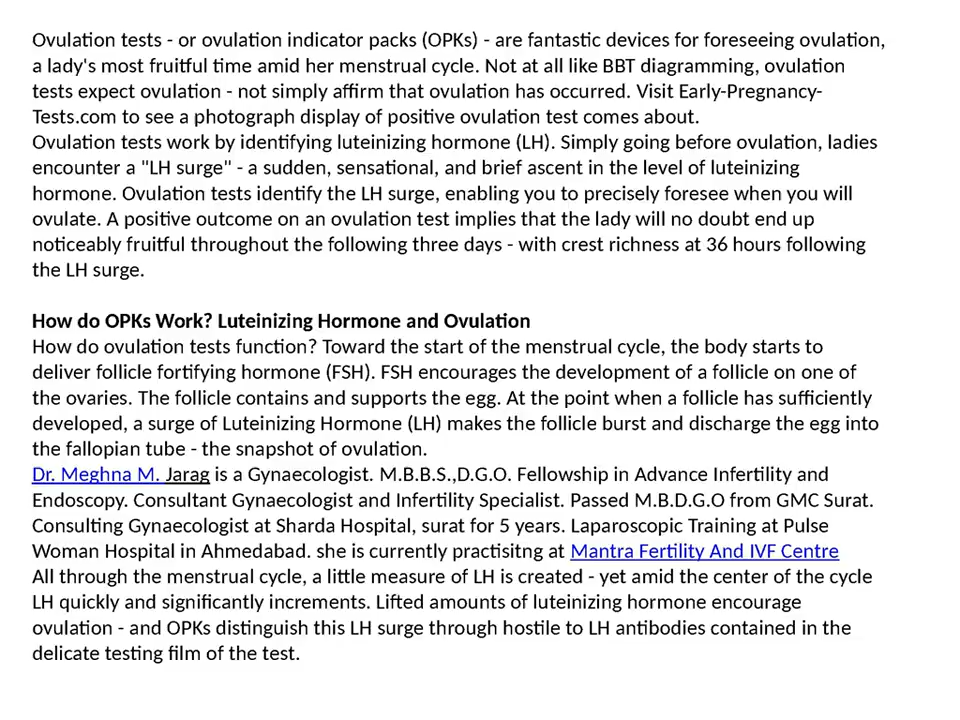 Ovulation tests - or ovulation indicator packs (OPKs) - are fantastic devices for foreseeing ovulation,
a lady's most fruitful time amid her menstrual cycle. Not at all like BBT diagramming, ovulation
tests expect ovulation - not simply affirm that ovulation has occurred. Visit Early-Pregnancy-
Tests.com to see a photograph display of positive ovulation test comes about.
Ovulation tests work by identifying luteinizing hormone (LH). Simply going before ovulation, ladies
encounter a "LH surge" - a sudden, sensational, and brief ascent in the level of luteinizing
hormone. Ovulation tests identify the LH surge, enabling you to precisely foresee when you will
ovulate. A positive outcome on an ovulation test implies that the lady will no doubt end up
noticeably fruitful throughout the following three days - with crest richness at 36 hours following
the LH surge.
How do OPKs Work? Luteinizing Hormone and Ovulation
How do ovulation tests function? Toward the start of the menstrual cycle, the body starts to
deliver follicle fortifying hormone (FSH). FSH encourages the development of a follicle on one of
the ovaries. The follicle contains and supports the egg. At the point when a follicle has sufficiently
developed, a surge of Luteinizing Hormone (LH) makes the follicle burst and discharge the egg into
the fallopian tube - the snapshot of ovulation.
Dr. Meghna M. Jarag is a Gynaecologist. M.B.B.S.,D.G.O. Fellowship in Advance Infertility and
Endoscopy. Consultant Gynaecologist and Infertility Specialist. Passed M.B.D.G.O from GMC Surat.
Consulting Gynaecologist at Sharda Hospital, surat for 5 years. Laparoscopic Training at Pulse
Woman Hospital in Ahmedabad. she is currently practisitng at Mantra Fertility And IVF Centre
All through the menstrual cycle, a little measure of LH is created - yet amid the center of the cycle
LH quickly and significantly increments. Lifted amounts of luteinizing hormone encourage
ovulation - and OPKs distinguish this LH surge through hostile to LH antibodies contained in the
delicate testing film of the test.